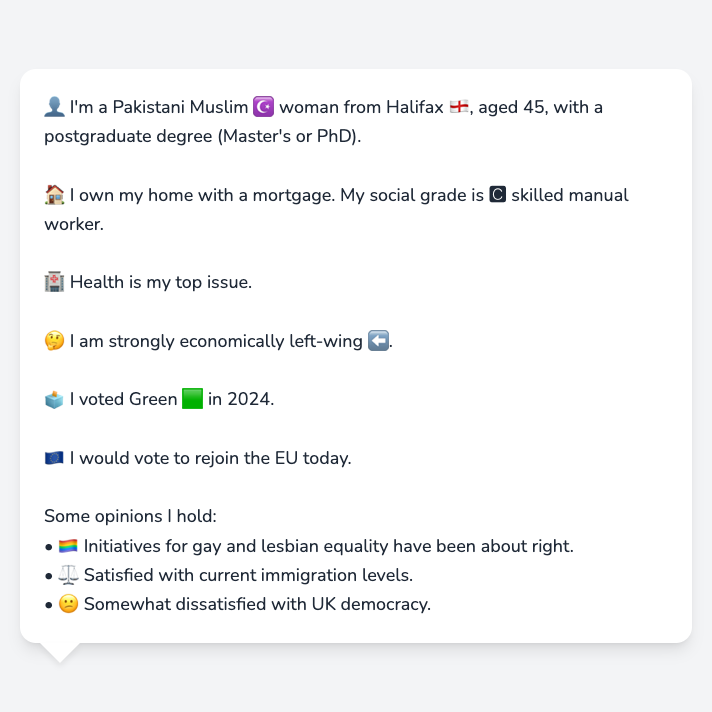 👤 I'm a Pakistani Muslim ☪️ woman from Halifax 🏴󠁧󠁢󠁥󠁮󠁧󠁿, aged 45, with a
postgraduate degree (Master's or PhD).
🏠 I own my home with a mortgage. My social grade is C skilled manual
worker.
🏥 Health is my top issue.
🤔 I am strongly economically left-wing ⬅️.
🗳️ I voted Green 🟩 in 2024.
🇪🇺 I would vote to rejoin the EU today.
Some opinions I hold:
• 🏳️‍🌈 Initiatives for gay and lesbian equality have been about right.
• ⚖️ Satisfied with current immigration levels.
• 😕 Somewhat dissatisfied with UK democracy.